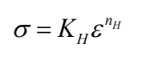 σ = K_H ε^{n_H}